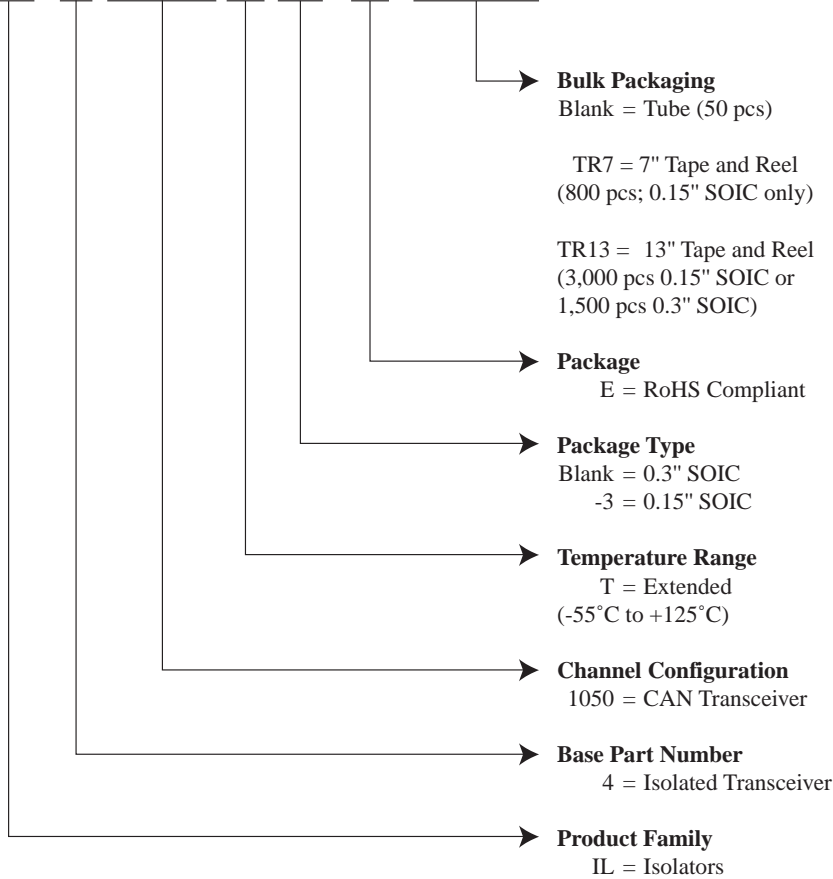 Bulk Packaging
Blank = Tube (50 pcs)
TR7 = 7" Tape and Reel
(800 pcs; 0.15" SOIC only)
TR13 = 13" Tape and Reel
(3,000 pcs 0.15" SOIC or
1,500 pcs 0.3" SOIC)
Package
E = RoHS Compliant
Package Type
Blank = 0.3" SOIC
-3 = 0.15" SOIC
Temperature Range
T = Extended
(-55˚C to +125˚C)
Channel Configuration
1050 = CAN Transceiver
Base Part Number
4 = Isolated Transceiver
Product Family
IL = Isolators